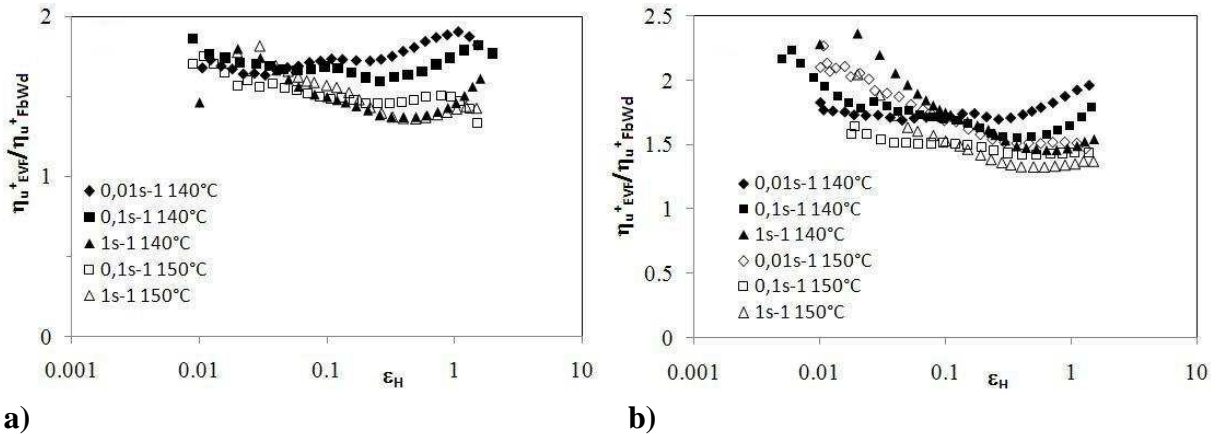 2
1
0
0.001
0.01
0.1
1
10
ηu+EVF/ηu+FbWd
εH
◆ 0,01s-1 140°C
■ 0,1s-1 140°C
▲ 1s-1 140°C
□ 0,1s-1 150°C
△ 1s-1 150°C
a)
2.5
2
1.5
1
0.5
0
0.001
0.01
0.1
1
10
ηu+EVF/ηu+FbWd
εH
◆ 0,01s-1 140°C
■ 0,1s-1 140°C
▲ 1s-1 140°C
◇ 0,01s-1 150°C
□ 0,1s-1 150°C
△ 1s-1 150°C
b)